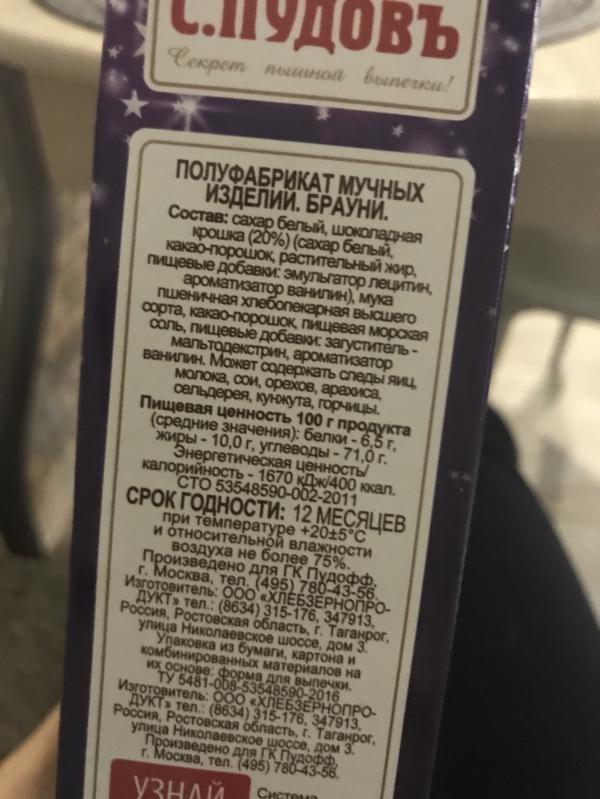 С.ПУДОВЪ
Секрет пышной выпечки!
ПОЛУФАБРИКАТ МУЧНЫХ
ИЗДЕЛИЙ. БРАУНИ.
Состав: сахар белый, шоколадная
крошка (20%) (сахар белый,
какао-порошок, растительный жир,
пищевые добавки: эмульгатор лецитин,
ароматизатор ванилин), мука
пшеничная хлебопекарная высшего
сорта, какао-порошок, пищевая морская
соль, пищевые добавки: загуститель -
мальтодекстрин, ароматизатор
ванилин. Может содержать следы яиц,
молока, сои, орехов, арахиса,
сельдерея, кунжута, горчицы.
Пищевая ценность 100 г продукта
(средние значения): белки - 6,5 г,
жиры - 10,0 г, углеводы - 71,0 г.
Энергетическая ценность/
калорийность - 1670 кДж/400 ккал.
СТО 53548590-002-2011
СРОК ГОДНОСТИ: 12 МЕСЯЦЕВ
при температуре +20±5°С
и относительной влажности
воздуха не более 75%.
Произведено для ГК Пудофф,
г. Москва, тел. (495) 780-43-56.
Изготовитель: ООО «ХЛЕБЗЕРНОПРО-
ДУКТ» тел.: (8634) 315-176, 347913,
Россия, Ростовская область, г. Таганрог,
улица Николаевское шоссе, дом 3.
Упаковка из бумаги, картона и
комбинированных материалов на
их основе: форма для выпечки.
ТУ 5481-008-53548590-2016
Изготовитель: ООО «ХЛЕБЗЕРНОПРО-
ДУКТ» тел.: (8634) 315-176, 347913,
Россия, Ростовская область, г. Таганрог,
улица Николаевское шоссе, дом 3.
Произведено для ГК Пудофф,
г. Москва, тел. (495) 780-43-56.
УЗНАЙ
Система